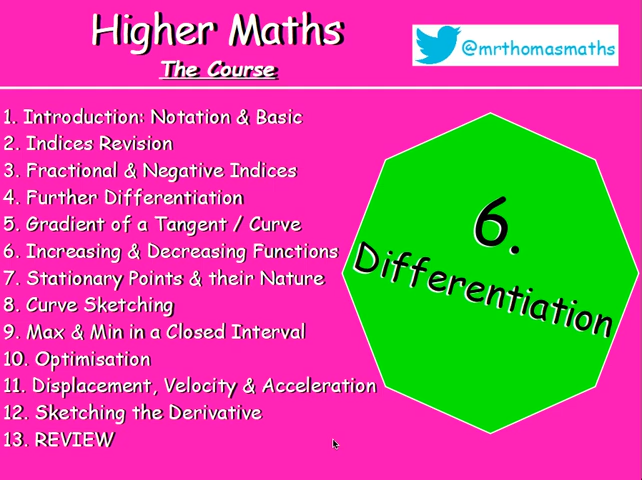 Higher Maths
The Course
@mrthomasmaths
1. Introduction: Notation & Basic
2. Indices Revision
3. Fractional & Negative Indices
4. Further Differentiation
5. Gradient of a Tangent / Curve
6. Increasing & Decreasing Functions
7. Stationary Points & their Nature
8. Curve Sketching
9. Max & Min in a Closed Interval
10. Optimisation
11. Displacement, Velocity & Acceleration
12. Sketching the Derivative
13. REVIEW
6.
Differentiation